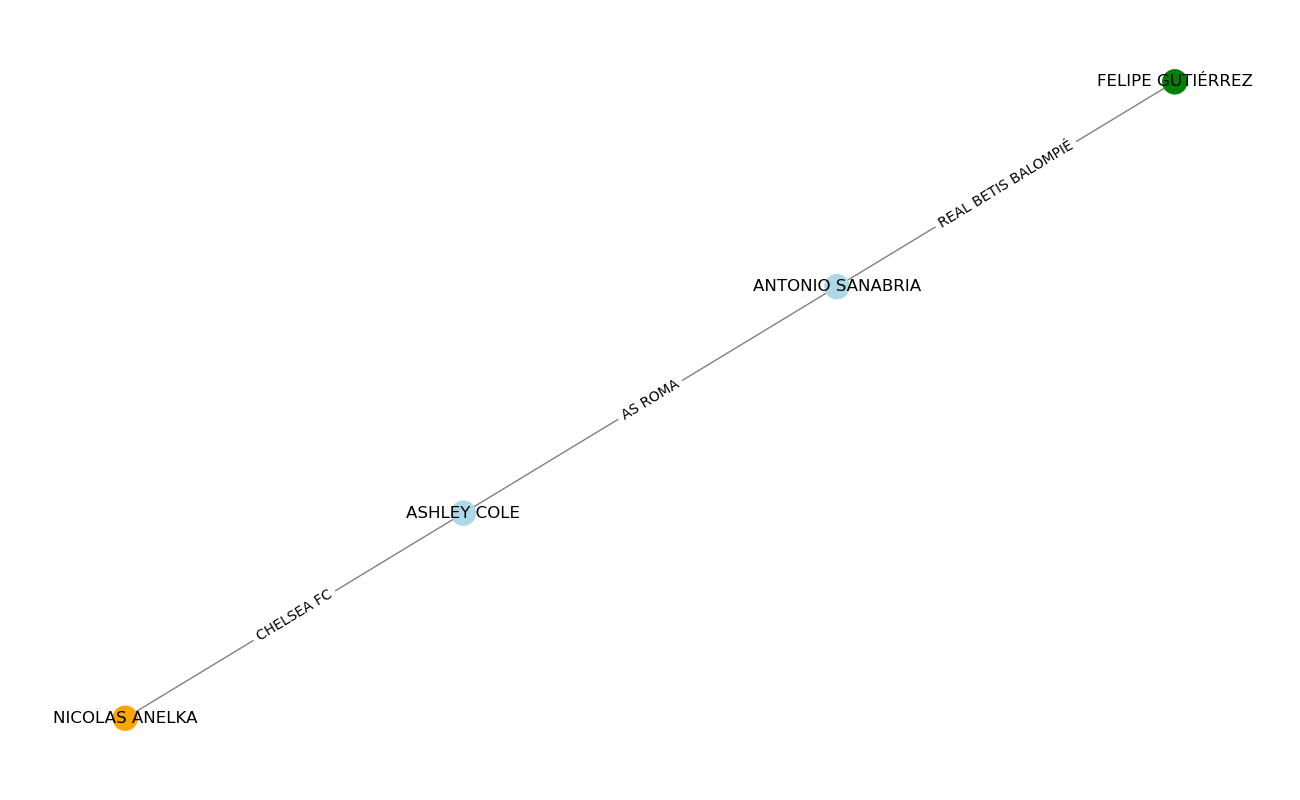 FELIPE GUTIÉRREZ
REAL BETIS BALOMPIÉ
ANTONIO SANABRIA
AS ROMA
ASHLEY COLE
CHELSEA FC
NICOLAS ANELKA